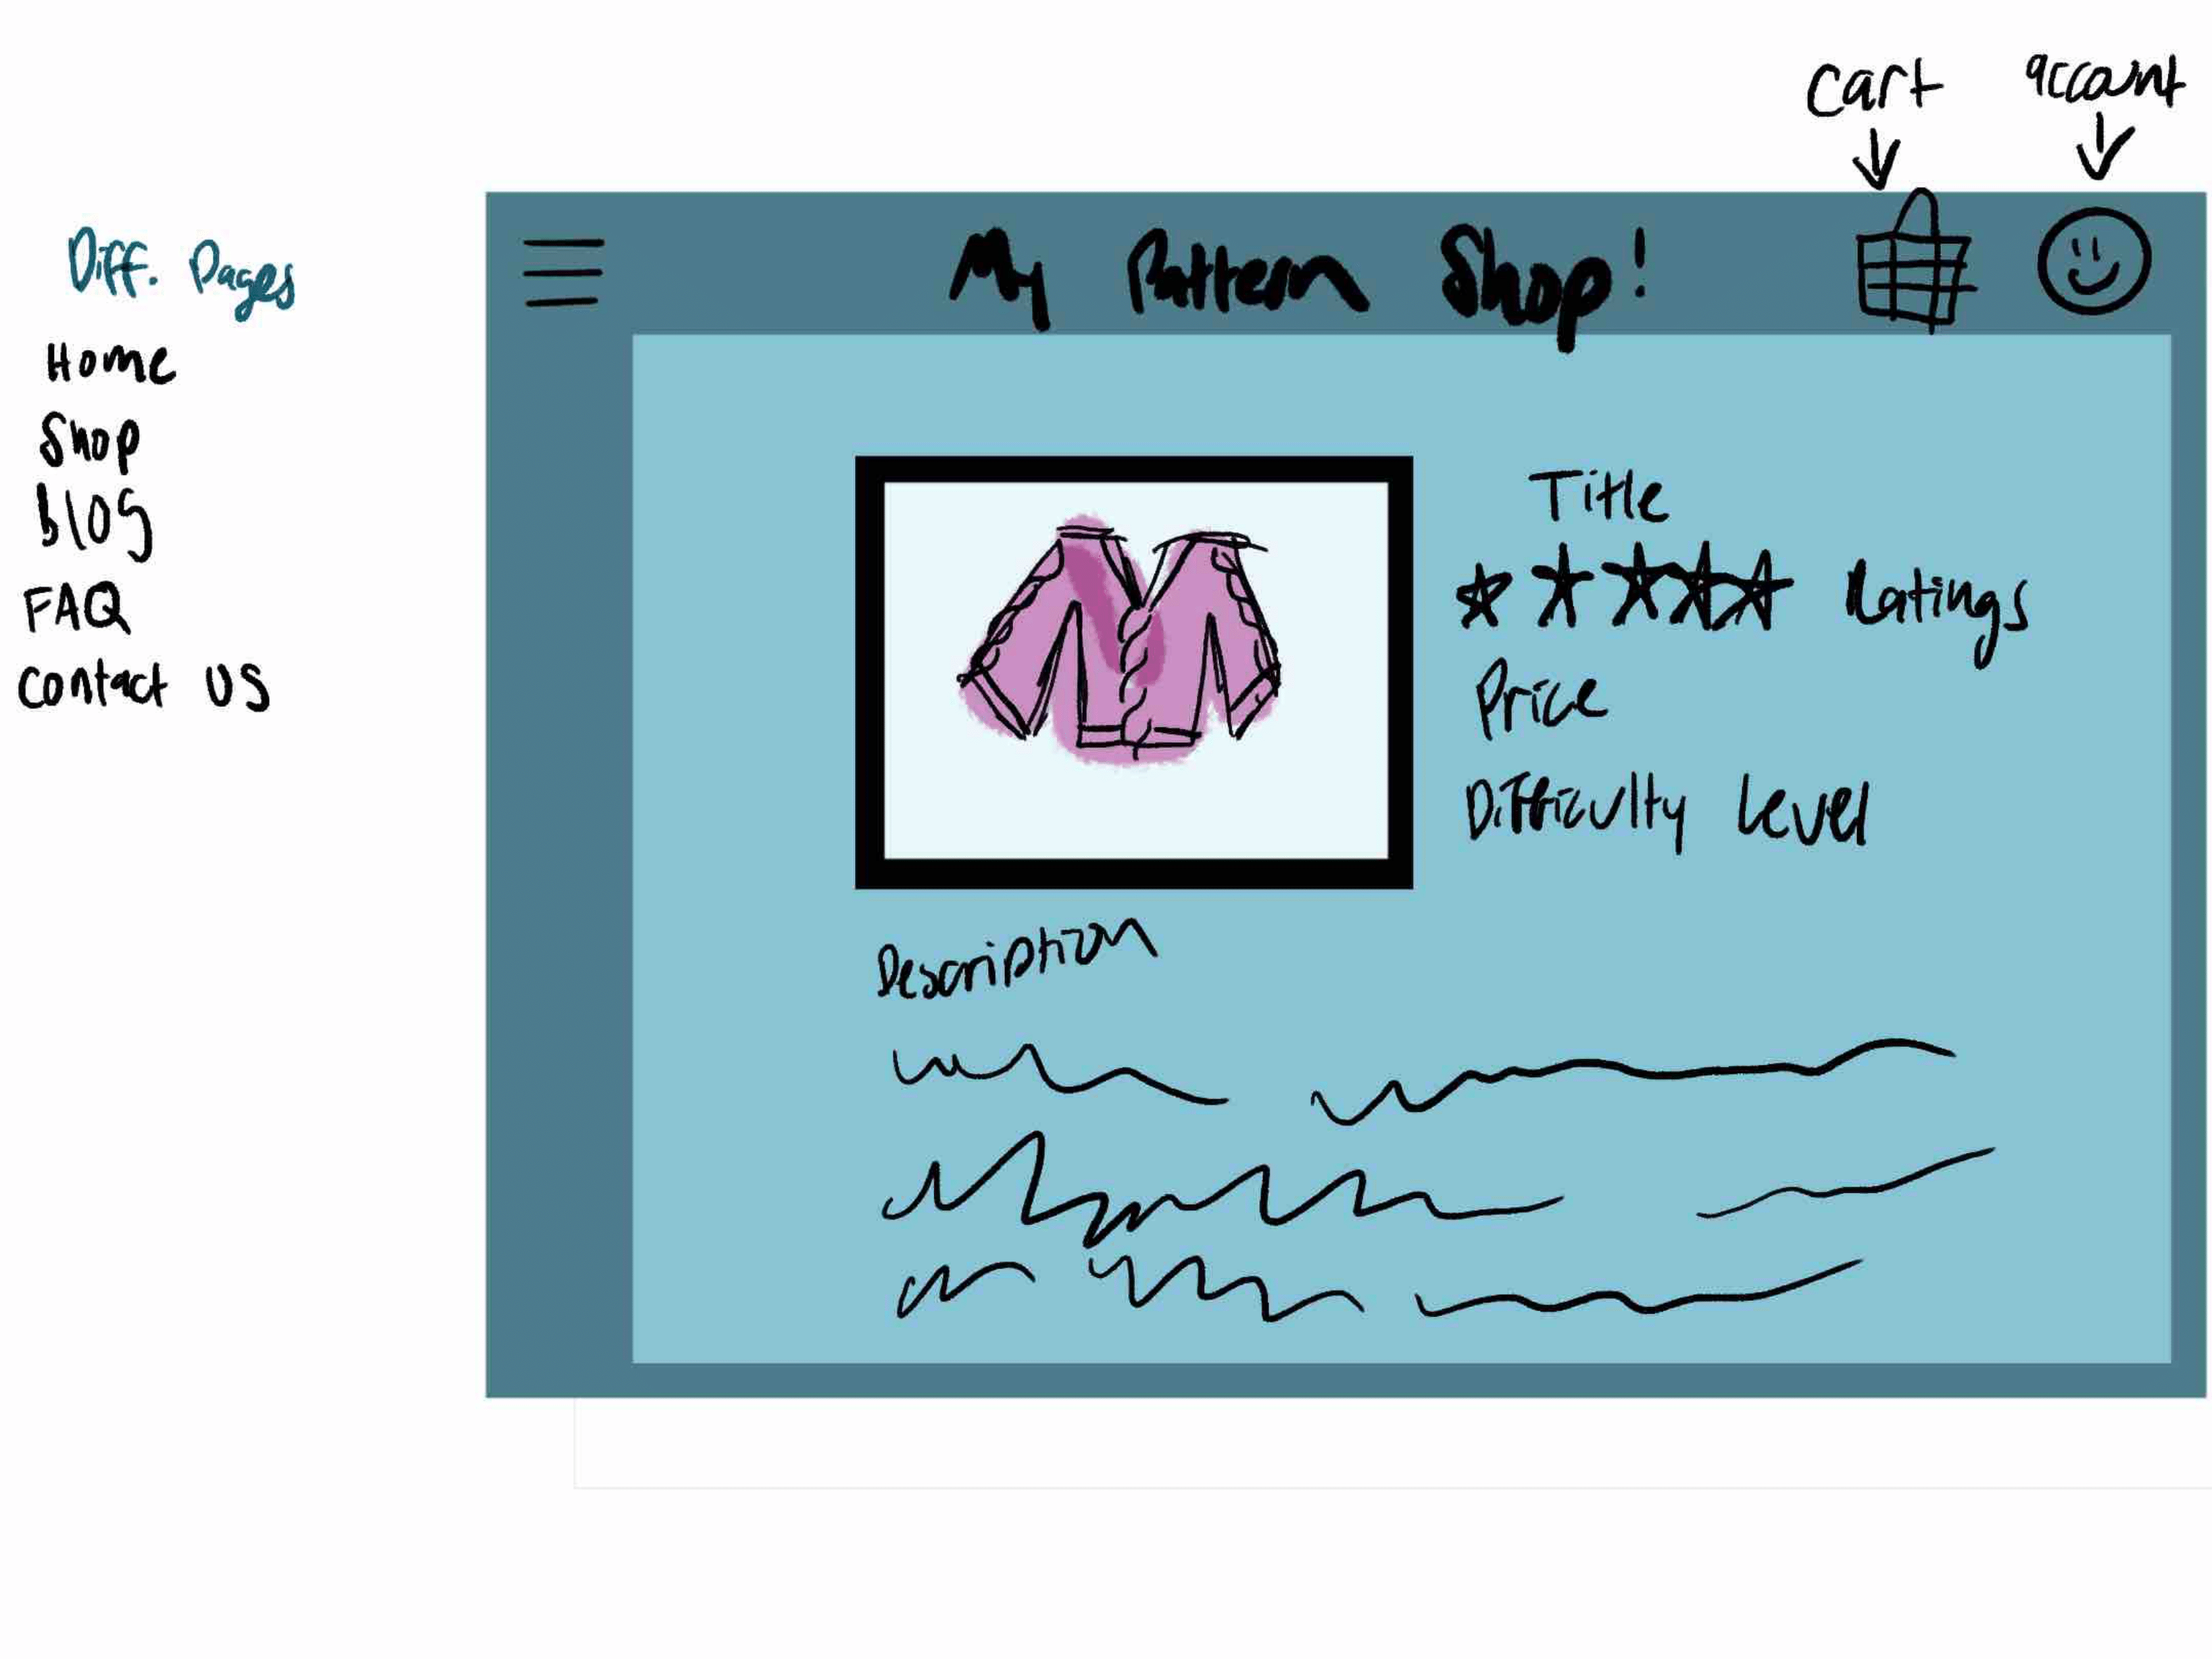 cart
account
Diff. Pages
Home
Shop
Blog
FAQ
Contact US
My Pattern Shop!
Title
Ratings
Price
Difficulty Level
Description